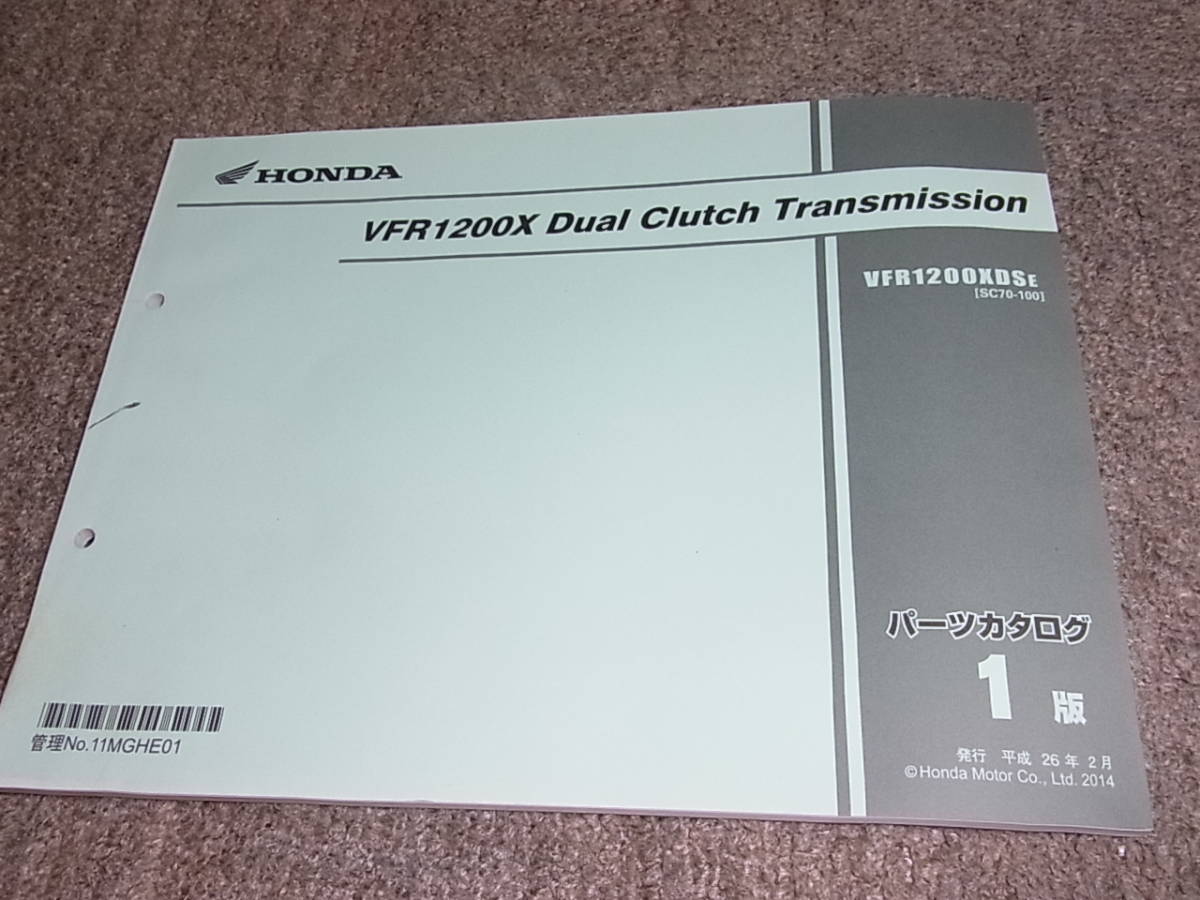 HONDA
VFR1200X Dual Clutch Transmission
VFR1200XDSE
[SC70-100]
パーツカタログ
1 版
発行 平成 26 年 2 月
© Honda Motor Co., Ltd. 2014
管理No.11MGHE01